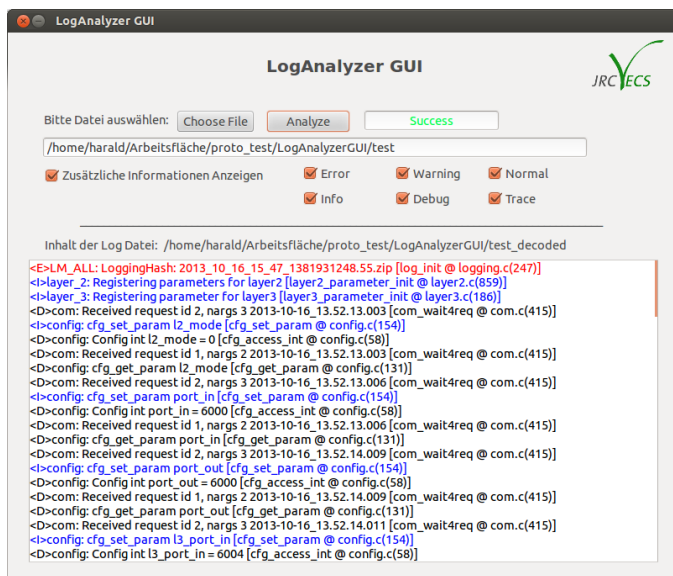 LogAnalyzer GUI
LogAnalyzer GUI
JRC ECS
Bitte Datei auswählen: Choose File Analyze Success
/home/harald/Arbeitsfläche/proto_test/LogAnalyzerGUI/test
Zusätzliche Informationen Anzeigen Error Warning Normal
Info Debug Trace
Inhalt der Log Datei: /home/harald/Arbeitsfläche/proto_test/LogAnalyzerGUI/test_decoded
<E>LM_ALL: LoggingHash: 2013_10_16_15_47_1381931248.55.zip [log_init @ logging.c(247)]
<I>layer_2: Registering parameters for layer2 [layer2_parameter_init @ layer2.c(859)]
<I>layer_3: Registering parameter for layer3 [layer3_parameter_init @ layer3.c(186)]
<D>com: Received request id 2, nargs 3 2013-10-16_13.52.13.003 [com_wait4req @ com.c(415)]
<I>config: cfg_set_param l2_mode [cfg_set_param @ config.c(154)]
<D>config: Config int l2_mode = 0 [cfg_access_int @ config.c(58)]
<D>com: Received request id 1, nargs 2 2013-10-16_13.52.13.003 [com_wait4req @ com.c(415)]
<D>config: cfg_get_param l2_mode [cfg_get_param @ config.c(131)]
<D>com: Received request id 2, nargs 3 2013-10-16_13.52.13.006 [com_wait4req @ com.c(415)]
<I>config: cfg_set_param port_in [cfg_set_param @ config.c(154)]
<D>config: Config int port_in = 6000 [cfg_access_int @ config.c(58)]
<D>com: Received request id 1, nargs 2 2013-10-16_13.52.13.006 [com_wait4req @ com.c(415)]
<D>config: cfg_get_param port_in [cfg_get_param @ config.c(131)]
<D>com: Received request id 2, nargs 3 2013-10-16_13.52.14.009 [com_wait4req @ com.c(415)]
<I>config: cfg_set_param port_out [cfg_set_param @ config.c(154)]
<D>config: Config int port_out = 6000 [cfg_access_int @ config.c(58)]
<D>com: Received request id 1, nargs 2 2013-10-16_13.52.14.009 [com_wait4req @ com.c(415)]
<D>config: cfg_get_param port_out [cfg_get_param @ config.c(131)]
<D>com: Received request id 2, nargs 3 2013-10-16_13.52.14.011 [com_wait4req @ com.c(415)]
<I>config: cfg_set_param l3_port_in [cfg_set_param @ config.c(154)]
<D>config: Config int l3_port_in = 6004 [cfg_access_int @ config.c(58)]